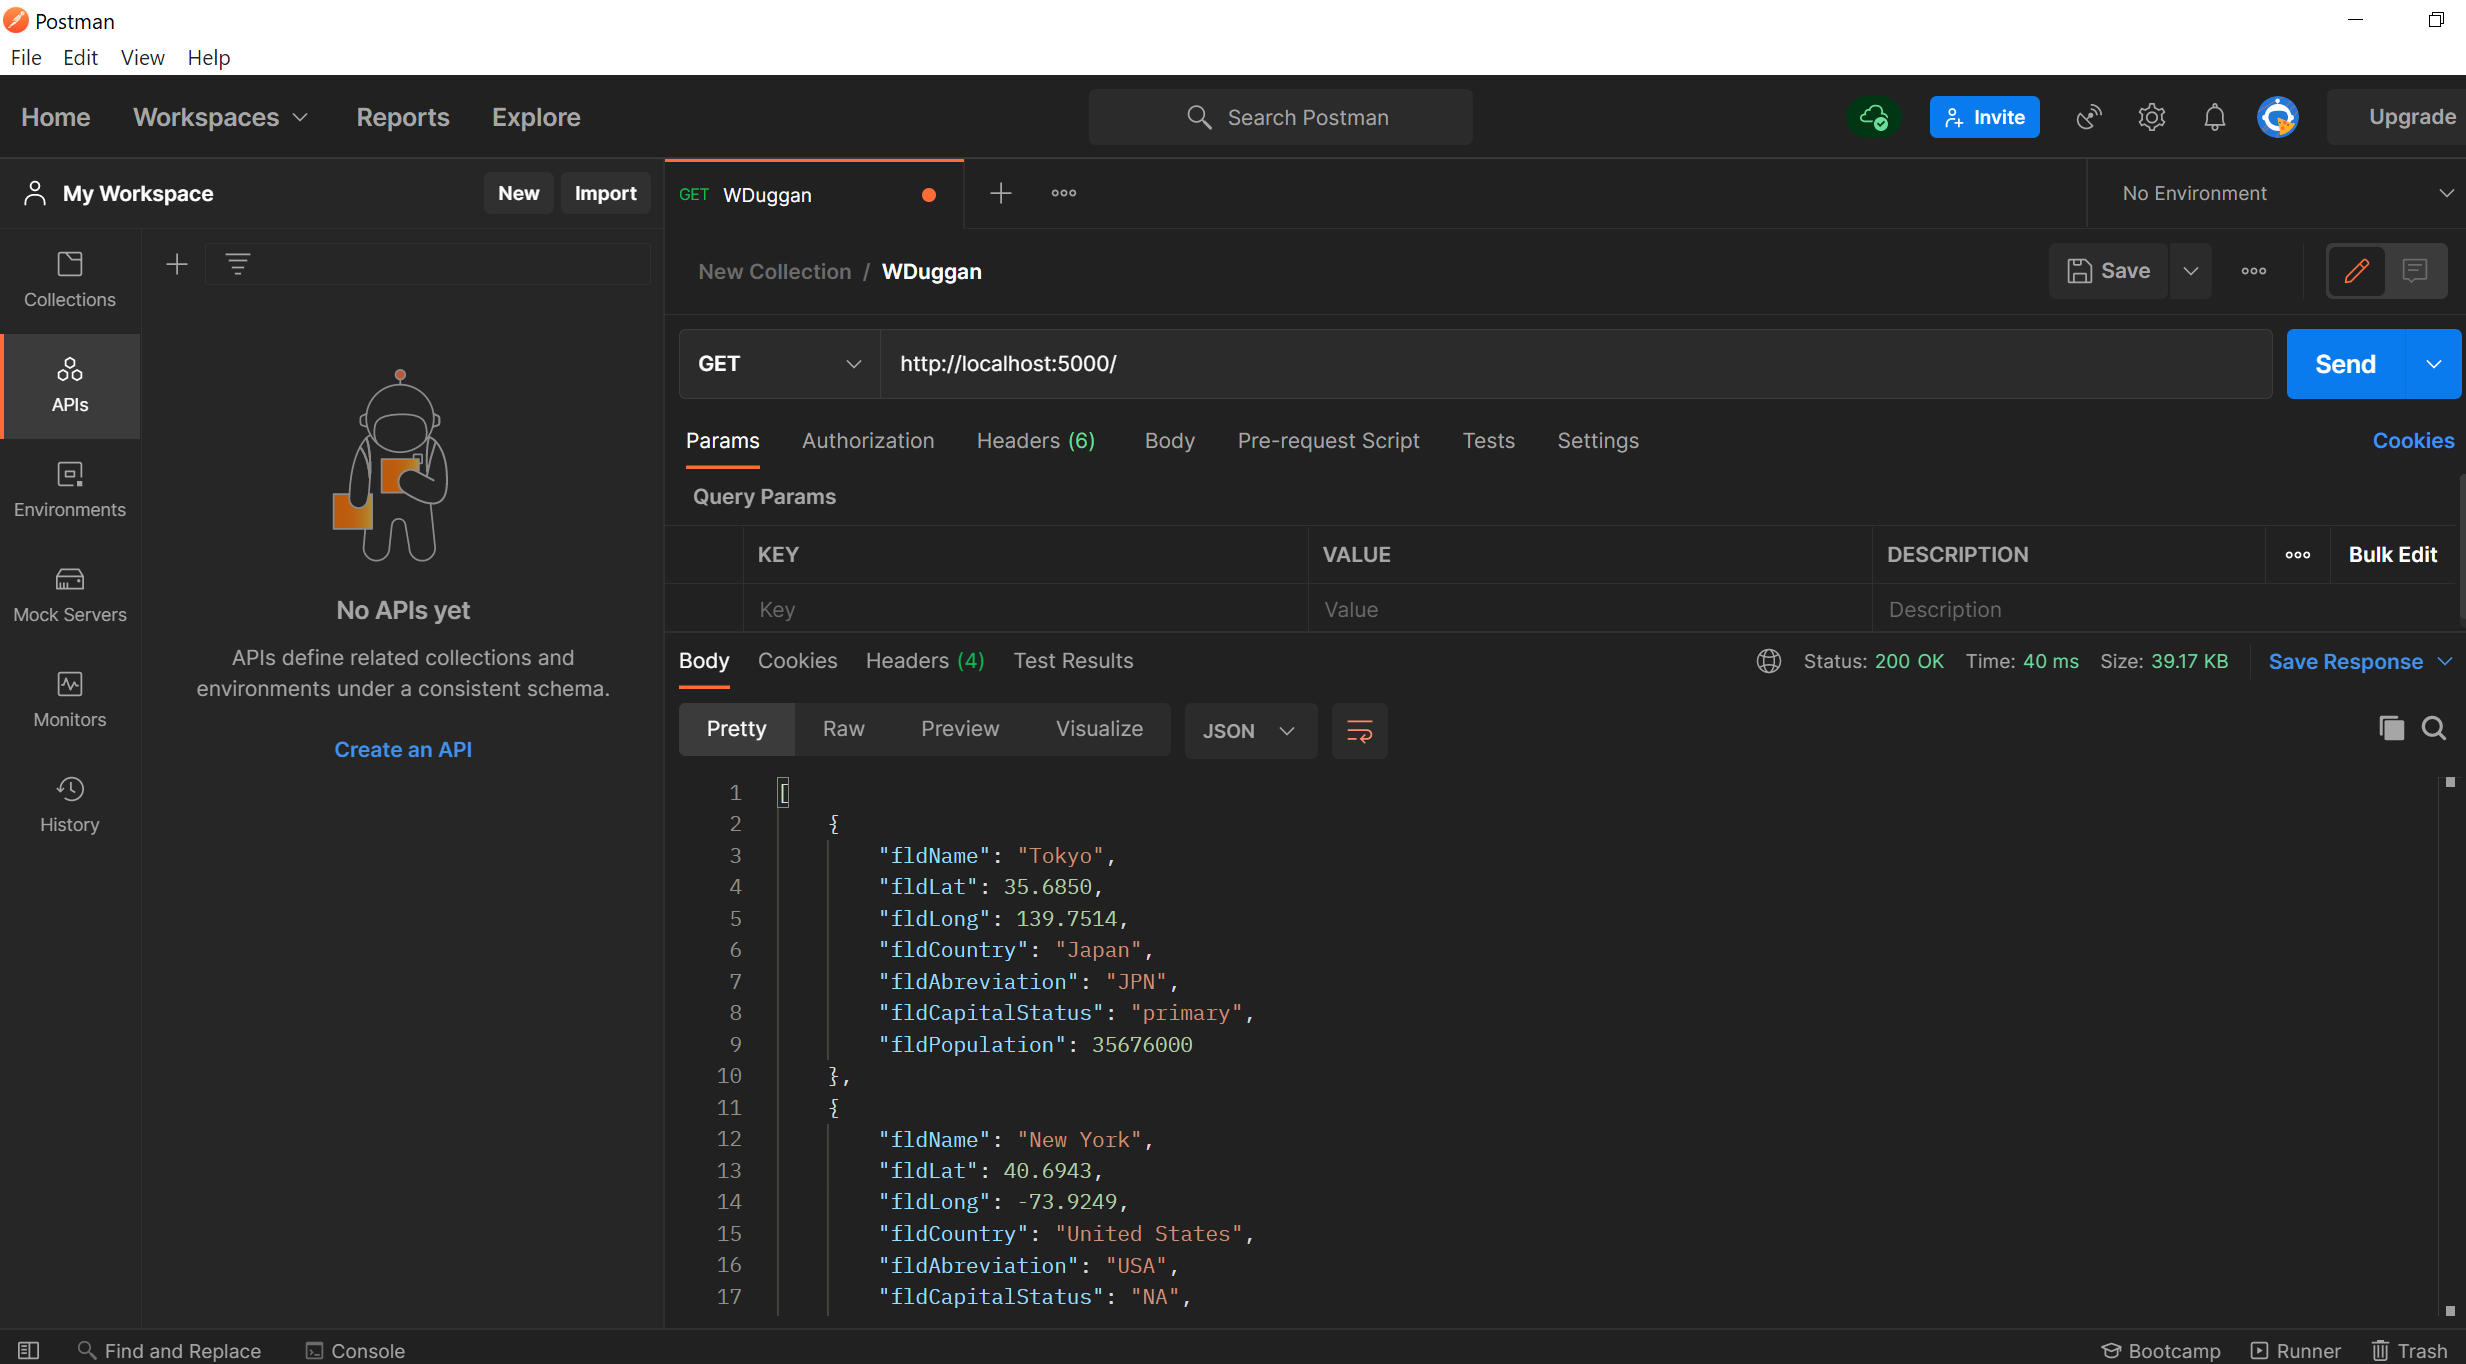 Postman
File Edit View Help
Home Workspaces Reports Explore Search Postman Invite Upgrade
My Workspace New Import GET WDuggan No Environment
New Collection / WDuggan Save
Collections
APIs
Environments
Mock Servers
Monitors
History
No APIs yet
APIs define related collections and
environments under a consistent schema.
Create an API
GET http://localhost:5000/ Send
Params Authorization Headers (6) Body Pre-request Script Tests Settings Cookies
Query Params
KEY VALUE DESCRIPTION Bulk Edit
Key Value Description
Body Cookies Headers (4) Test Results Status: 200 OK Time: 40 ms Size: 39.17 KB Save Response
Pretty Raw Preview Visualize JSON
1 [
2 {
3 "fldName": "Tokyo",
4 "fldLat": 35.6850,
5 "fldLong": 139.7514,
6 "fldCountry": "Japan",
7 "fldAbreviation": "JPN",
8 "fldCapitalStatus": "primary",
9 "fldPopulation": 35676000
10 },
11 {
12 "fldName": "New York",
13 "fldLat": 40.6943,
14 "fldLong": -73.9249,
15 "fldCountry": "United States",
16 "fldAbreviation": "USA",
17 "fldCapitalStatus": "NA",
Find and Replace Console Bootcamp Runner Trash